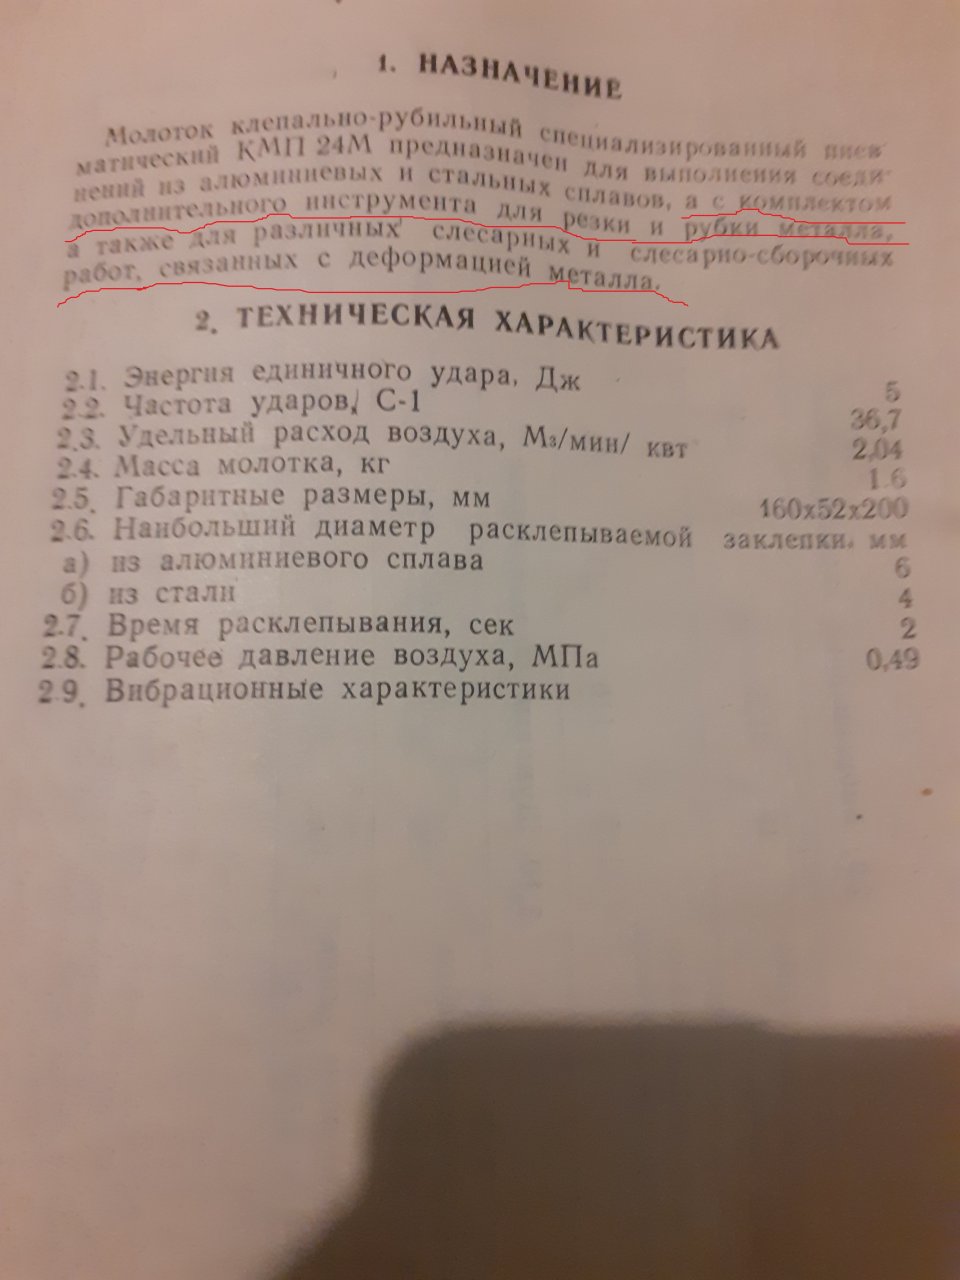 1. НАЗНАЧЕНИЕ
Молоток клепально-рубильный специализированный пнев
матический КМП 24М предназначен для выполнения соеди
нений из алюминиевых и стальных сплавов, а с комплектом
дополнительного инструмента для резки и рубки металла,
а также для различных слесарных и слесарно-сборочных
работ, связанных с деформацией металла.
2. ТЕХНИЧЕСКАЯ ХАРАКТЕРИСТИКА
2.1. Энергия единичного удара, Дж 5
2.2. Частота ударов, С-1 36,7
2.3. Удельный расход воздуха, Мз/мин/ квт 2,04
2.4. Масса молотка, кг 1.6
2.5. Габаритные размеры, мм 160х52х200
2.6. Наибольший диаметр расклепываемой заклепки. мм
а) из алюминиевого сплава 6
б) из стали 4
2.7. Время расклепывания, сек 2
2.8. Рабочее давление воздуха, МПа 0,49
2.9. Вибрационные характеристики